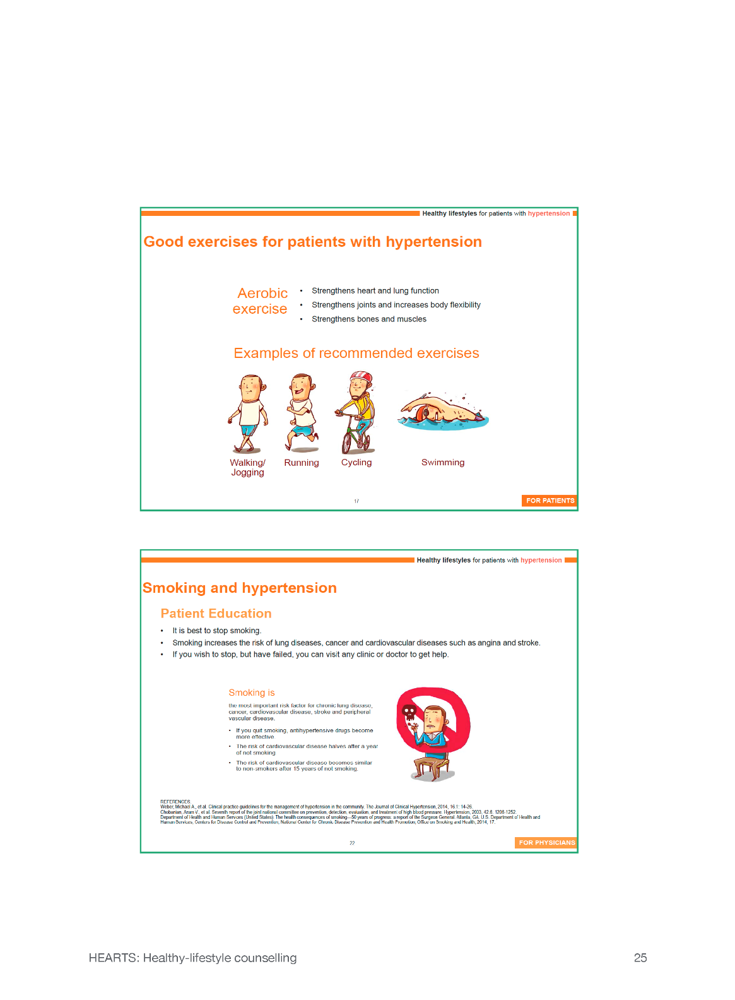 Healthy lifestyles for patients with hypertension
Good exercises for patients with hypertension
Aerobic
exercise
• Strengthens heart and lung function
• Strengthens joints and increases body flexibility
• Strengthens bones and muscles
Examples of recommended exercises
Walking/
Jogging
Running
Cycling
Swimming
17
FOR PATIENTS
Healthy lifestyles for patients with hypertension
Smoking and hypertension
Patient Education
• It is best to stop smoking.
• Smoking increases the risk of lung diseases, cancer and cardiovascular diseases such as angina and stroke.
• If you wish to stop, but have failed, you can visit any clinic or doctor to get help.
Smoking is
the most important risk factor for chronic lung disease,
cancer, cardiovascular disease, stroke and peripheral
vascular disease.
• If you quit smoking, antihypertensive drugs become
more effective
• The risk of cardiovascular disease halves after a year
of not smoking
• The risk of cardiovascular disease becomes similar
to non-smokers after 15 years of not smoking.
REFERENCES:
Weber, Michael A., et al. Clinical practice guidelines for the management of hypertension in the community. The Journal of Clinical Hypertension, 2014, 16.1: 14-26.
Chobanian, Aram V., et al. Seventh report of the joint national committee on prevention, detection, evaluation, and treatment of high blood pressure. Hypertension, 2003, 42.6: 1206-1252.
Department of Health and Human Services (United States). The health consequences of smoking—50 years of progress: a report of the Surgeon General. Atlanta, GA: U.S. Department of Health and
Human Services, Centers for Disease Control and Prevention, National Center for Chronic Disease Prevention and Health Promotion, Office on Smoking and Health, 2014, 17.
22
FOR PHYSICIANS
HEARTS: Healthy-lifestyle counselling
25